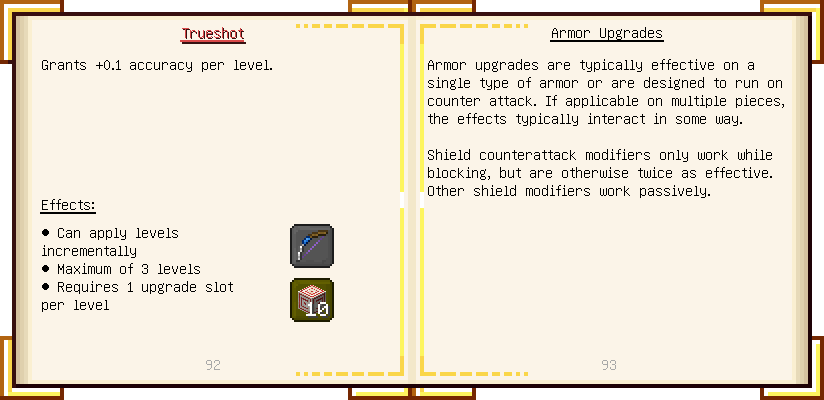 Trueshot
Grants +0.1 accuracy per level.
Effects:
• Can apply levels
incrementally
• Maximum of 3 levels
• Requires 1 upgrade slot
per level
10
92
Armor Upgrades
Armor upgrades are typically effective on a
single type of armor or are designed to run on
counter attack. If applicable on multiple pieces,
the effects typically interact in some way.
Shield counterattack modifiers only work while
blocking, but are otherwise twice as effective.
Other shield modifiers work passively.
93